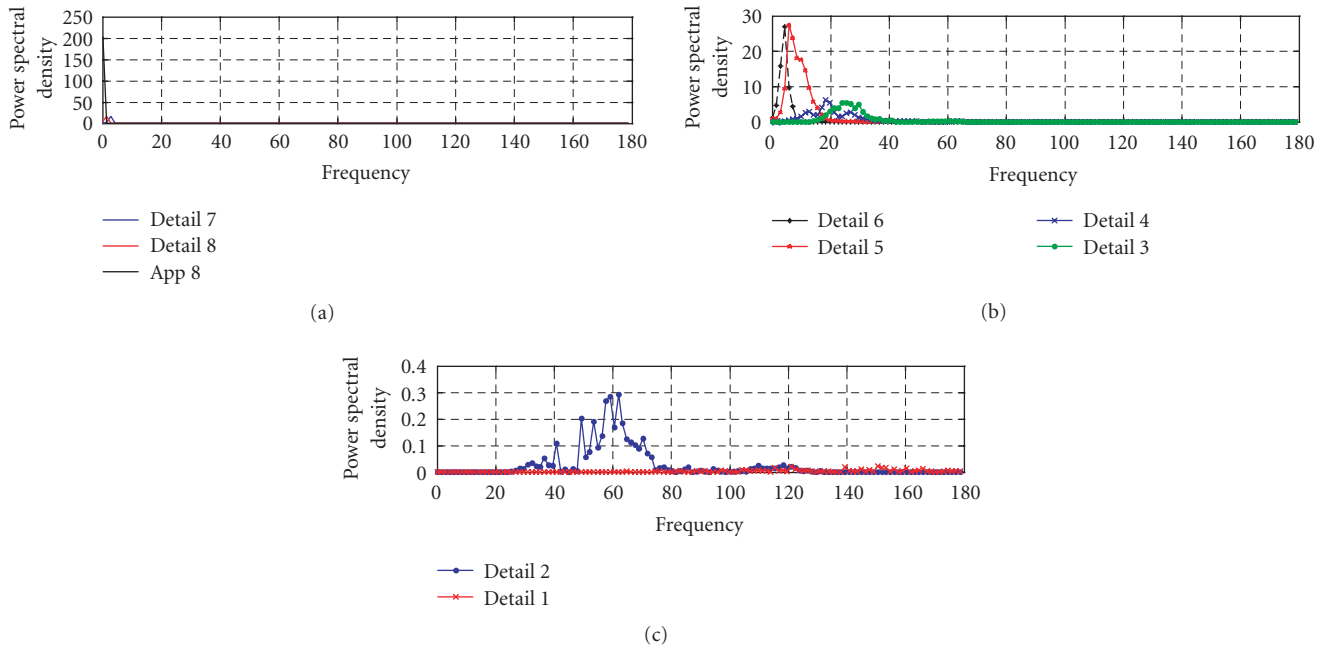 Power spectral
density
250
200
150
100
50
0
0 20 40 60 80 100 120 140 160 180
Frequency
Detail 7
Detail 8
App 8
(a)
Power spectral
density
30
20
10
0
0 20 40 60 80 100 120 140 160 180
Frequency
Detail 6
Detail 5
Detail 4
Detail 3
(b)
Power spectral
density
0.4
0.3
0.2
0.1
0
0 20 40 60 80 100 120 140 160 180
Frequency
Detail 2
Detail 1
(c)